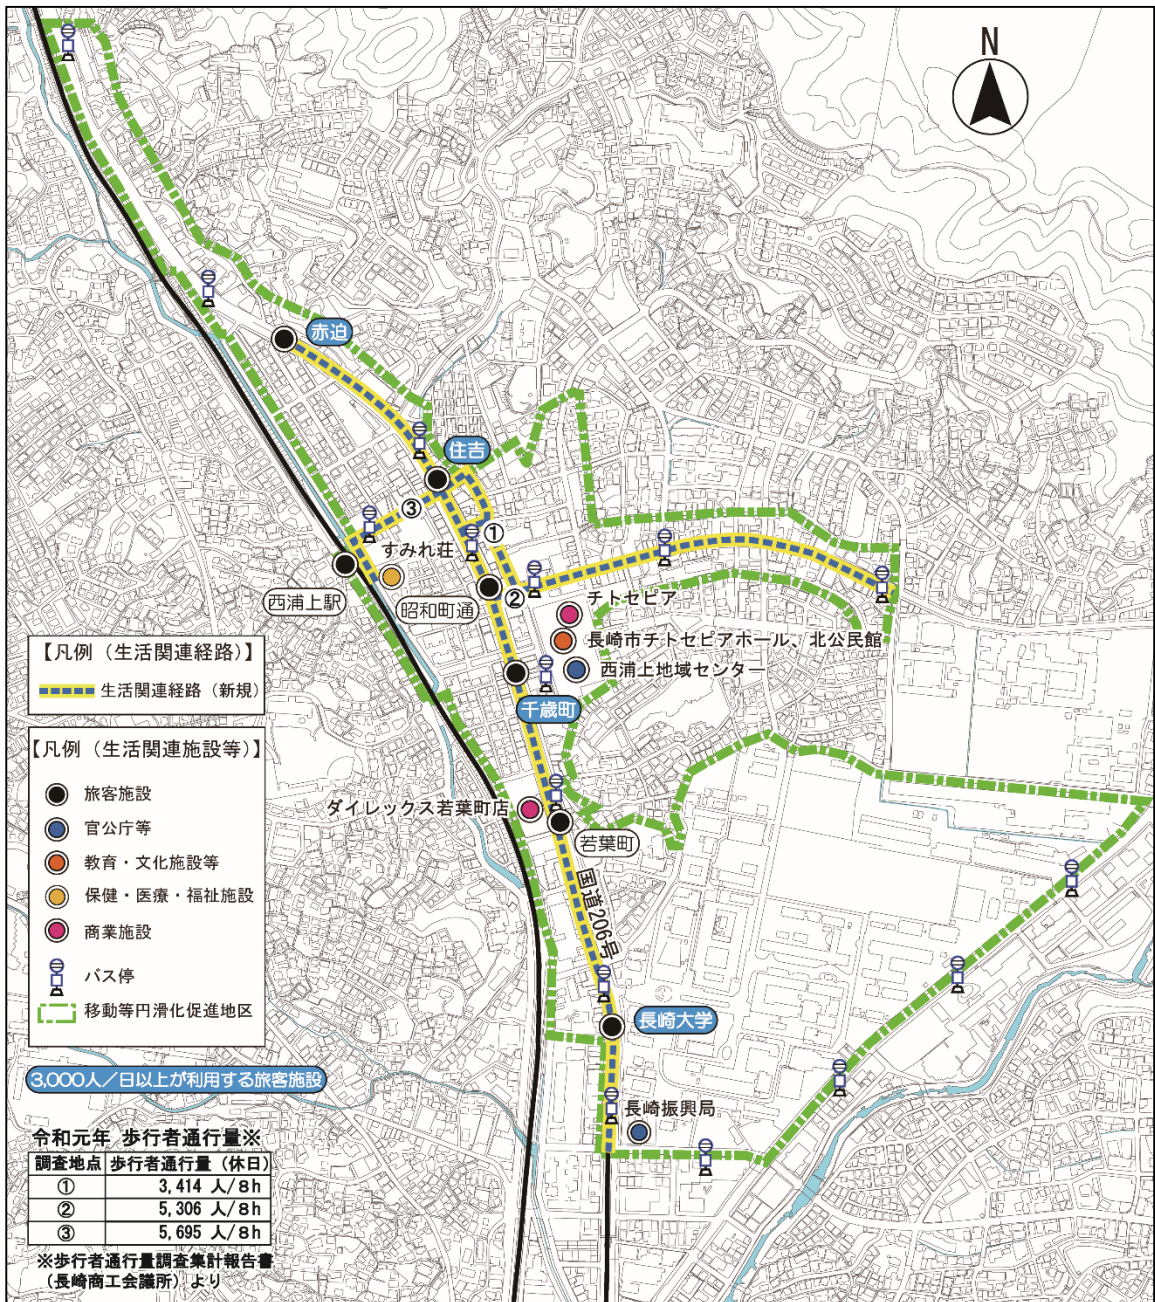 N
赤迫
住吉
③
①
すみれ荘
②
西浦上駅
昭和町通
チトセピア
長崎市チトセピアホール、北公民館
西浦上地域センター
千歳町
【凡例（生活関連経路）】
生活関連経路（新規）
【凡例（生活関連施設等）】
旅客施設
官公庁等
教育・文化施設等
保健・医療・福祉施設
商業施設
バス停
移動等円滑化促進地区
ダイレックス若葉町店
若葉町
国道206号
長崎大学
長崎振興局
3,000人／日以上が利用する旅客施設
令和元年 歩行者通行量※
調査地点 歩行者通行量（休日）
① 3,414 人/8h
② 5,306 人/8h
③ 5,695 人/8h
※歩行者通行量調査集計報告書
（長崎商工会議所）より